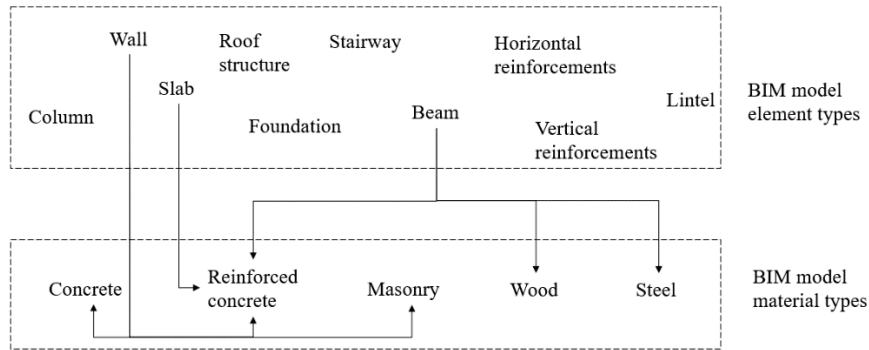 Wall
Roof
structure
Stairway
Horizontal
reinforcements
Slab
Column
Foundation
Beam
Vertical
reinforcements
Lintel
BIM model
element types
Concrete
Reinforced
concrete
Masonry
Wood
Steel
BIM model
material types